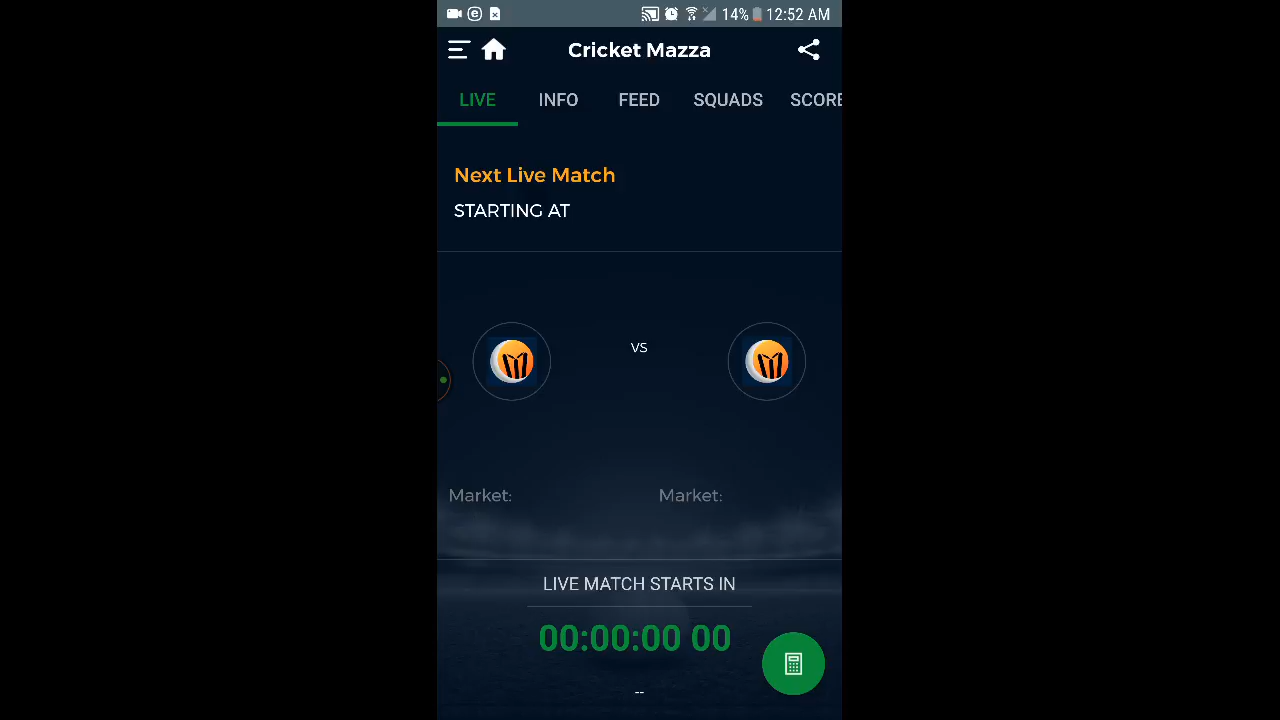 14% 12:52 AM
Cricket Mazza
LIVE INFO FEED SQUADS SCORE
Next Live Match
STARTING AT
VS
Market: Market:
LIVE MATCH STARTS IN
00:00:00 00
--